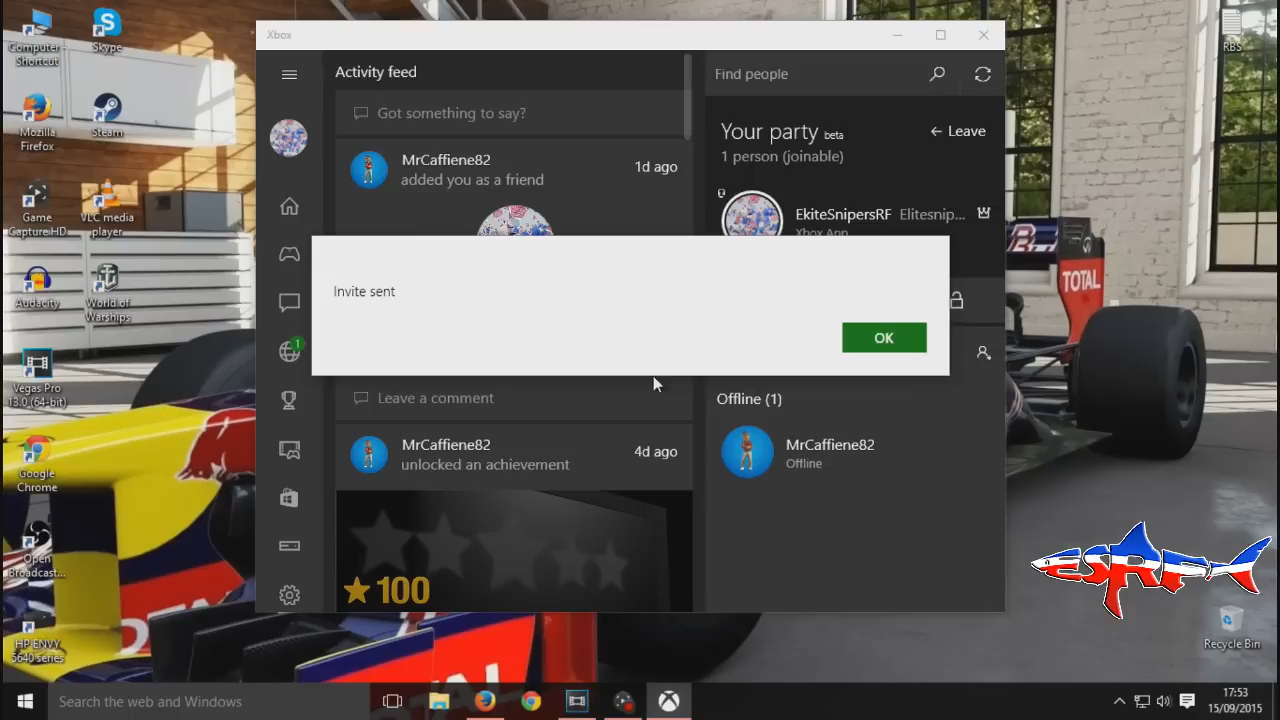 Xbox
Activity feed
Got something to say?
MrCaffiene82
added you as a friend
1d ago
Leave a comment
MrCaffiene82
unlocked an achievement
4d ago
100
Find people
Your party beta
Leave
1 person (joinable)
EkiteSnipersRF Elitesnip...
Xbox App
Invite sent
OK
1
Offline (1)
MrCaffiene82
Offline
Computer - Shortcut
Skype
Mozilla Firefox
Steam
Game Capture HD
VLC media player
Audacity
World of Warships
Vegas Pro 13.0 (64-bit)
Google Chrome
Open Broadcast...
HP ENVY 5640 series
RBS
TOTAL
ESRF
Recycle Bin
Search the web and Windows
17:53
15/09/2015